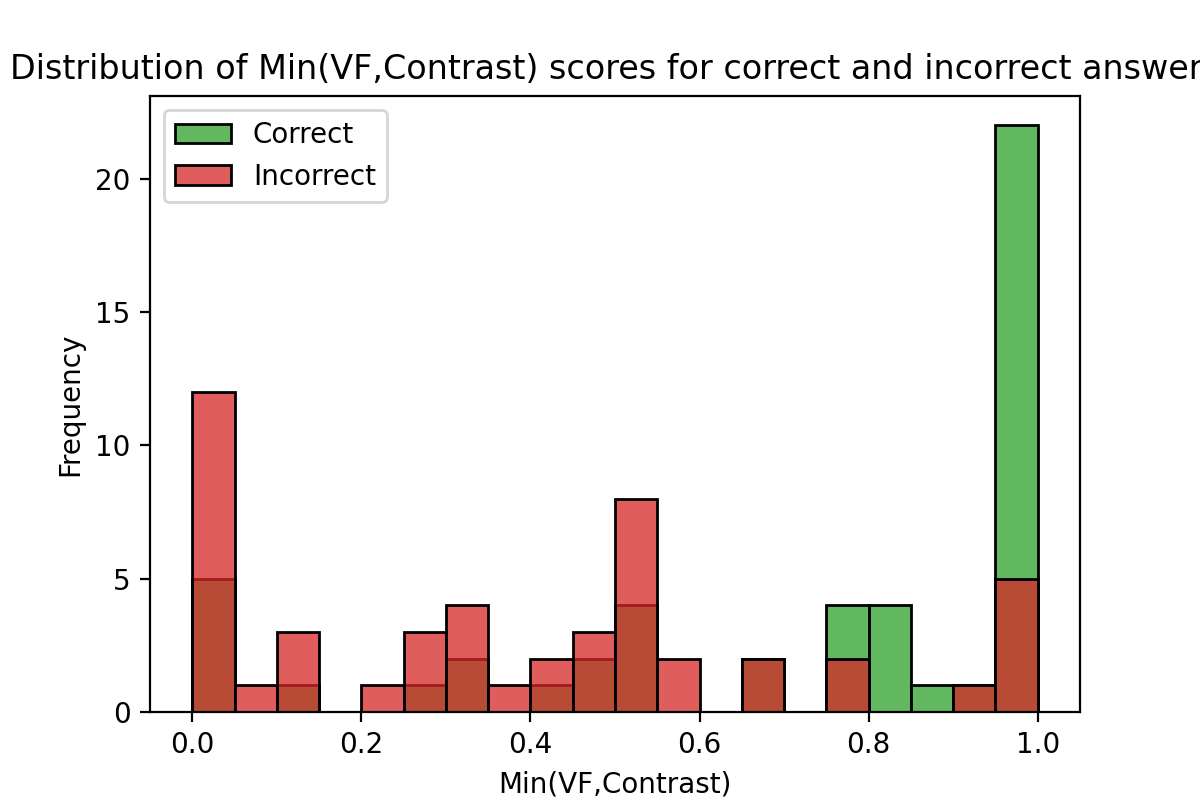 Distribution of Min(VF,Contrast) scores for correct and incorrect answer
Correct
Incorrect
20
15
10
5
0
Frequency
0.0 0.2 0.4 0.6 0.8 1.0
Min(VF,Contrast)